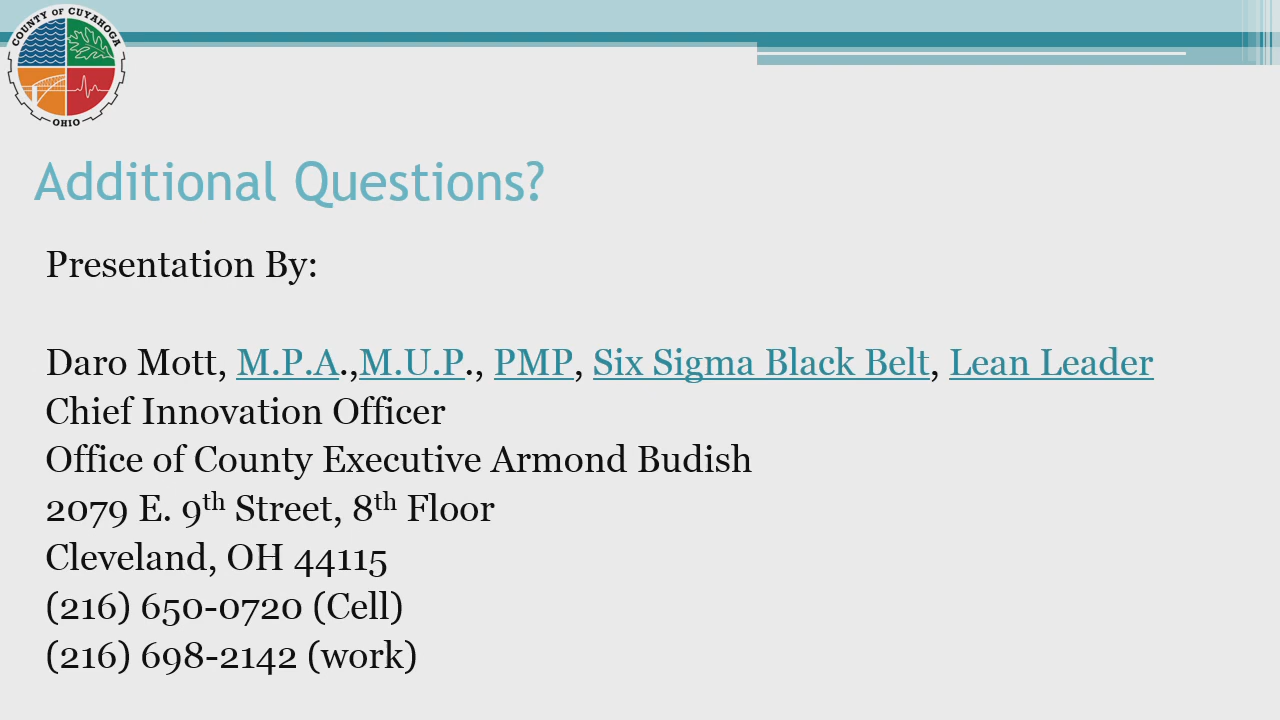 COUNTY OF CUYAHOGA
OHIO
Additional Questions?
Presentation By:
Daro Mott, M.P.A.,M.U.P., PMP, Six Sigma Black Belt, Lean Leader
Chief Innovation Officer
Office of County Executive Armond Budish
2079 E. 9th Street, 8th Floor
Cleveland, OH 44115
(216) 650-0720 (Cell)
(216) 698-2142 (work)